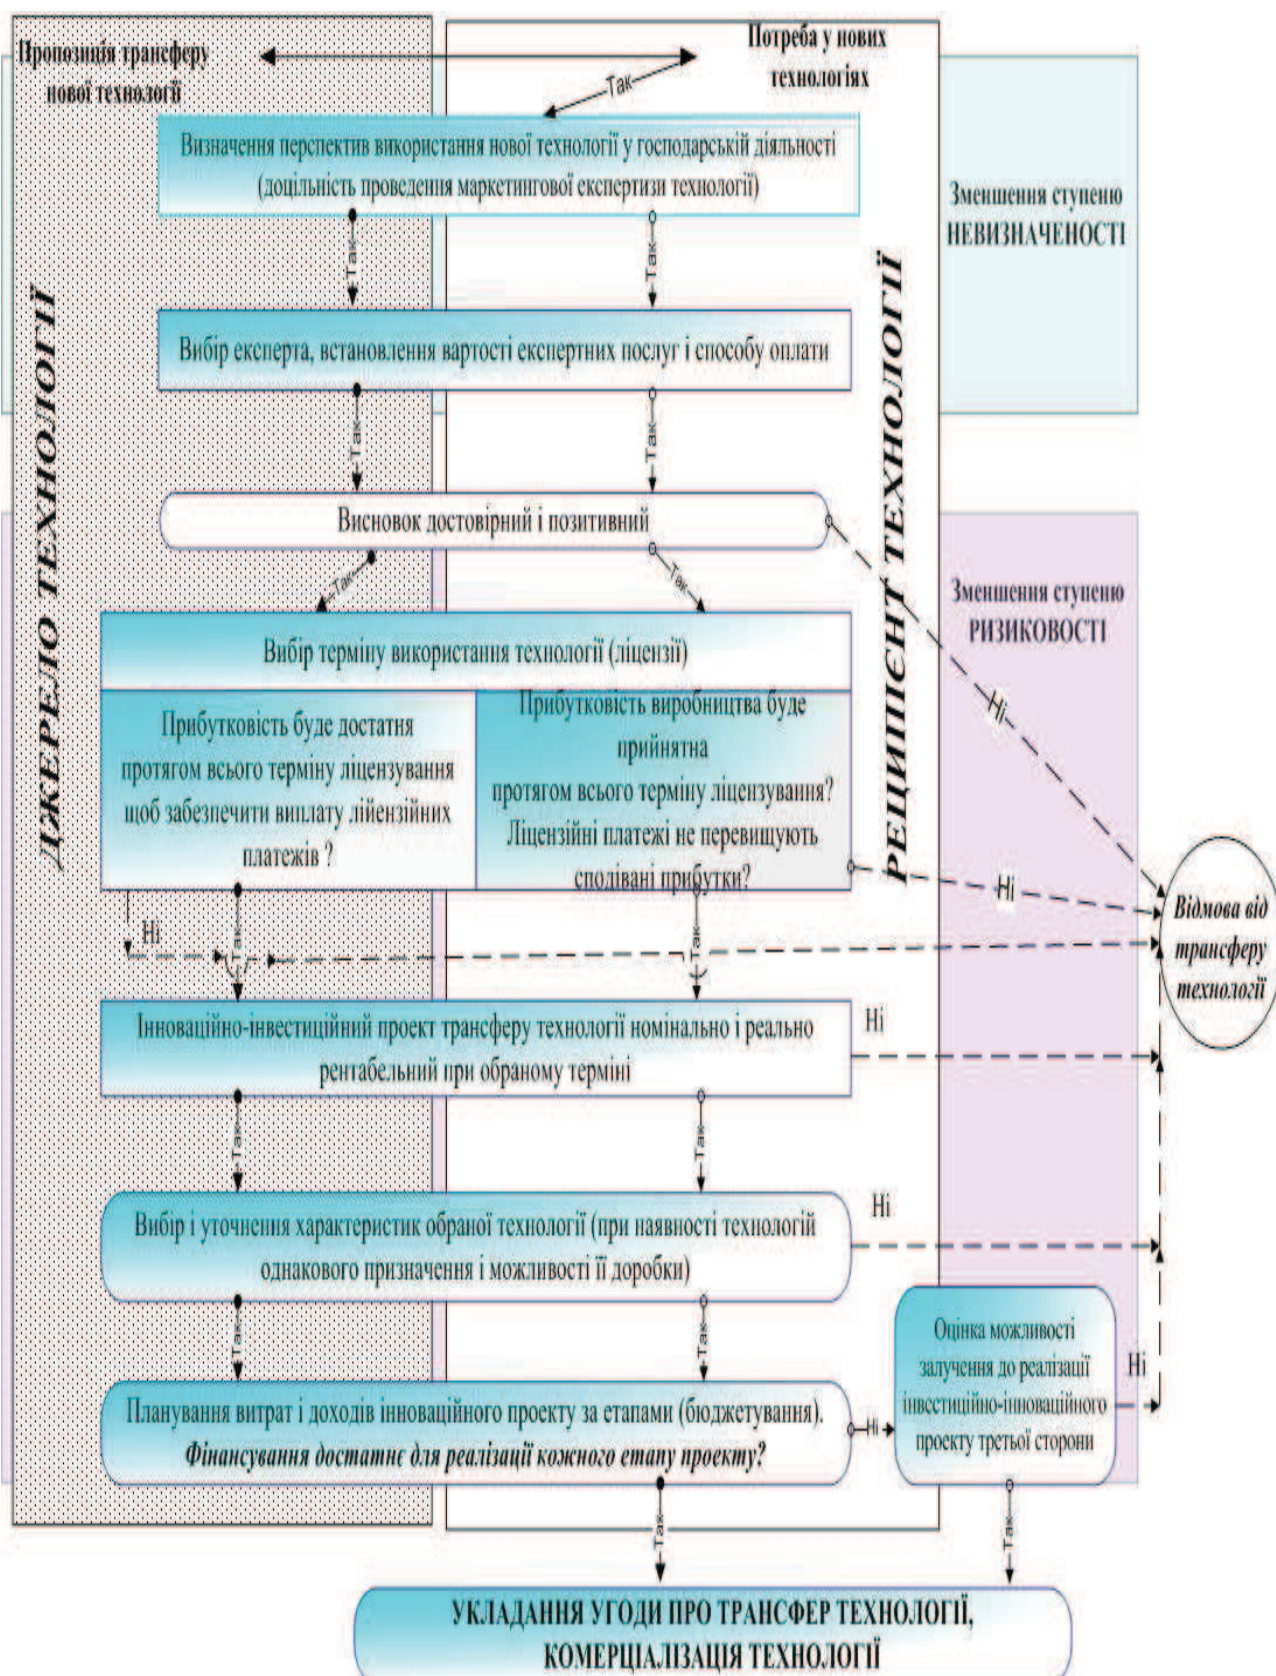 Пропозиція трансферу
нової технології
Потреба у нових
технологіях
Так
Визначення перспектив використання нової технології у господарській діяльності
(доцільність проведення маркетингової експертизи технології)
Зменшення ступеню
НЕВИЗНАЧЕНОСТІ
Так
Так
Вибір експерта, встановлення вартості експертних послуг і способу оплати
Так
Так
ДЖЕРЕЛО ТЕХНОЛОГІЇ
РЕЦИПІЄНТ ТЕХНОЛОГІЇ
Висновок достовірний і позитивний
Так
Так
Зменшення ступеню
РИЗИКОВОСТІ
Вибір терміну використання технології (ліцензії)
Ні
Прибутковість буде достатня
протягом всього терміну ліцензування
щоб забезпечити виплату лійензійних
платежів ?
Прибутковість виробництва буде
прийнятна
протягом всього терміну ліцензування?
Ліцензійні платежі не перевищують
сподівані прибутки?
Ні
Ні
Так
Так
Відмова від
трансферу
технології
Інноваційно-інвестиційний проект трансферу технології номінально і реально
рентабельний при обраному терміні
Ні
Так
Так
Вибір і уточнення характеристик обраної технології (при наявності технологій
однакового призначення і можливості її доробки)
Ні
Так
Так
Планування витрат і доходів інноваційного проекту за етапами (бюджетування).
Фінансування достатнє для реалізації кожного етапу проекту?
Ні
Оцінка можливості
залучення до реалізації
інвестиційно-інноваційного
проекту третьої сторони
Ні
Так
Так
УКЛАДАННЯ УГОДИ ПРО ТРАНСФЕР ТЕХНОЛОГІЇ,
КОМЕРЦІАЛІЗАЦІЯ ТЕХНОЛОГІЇ